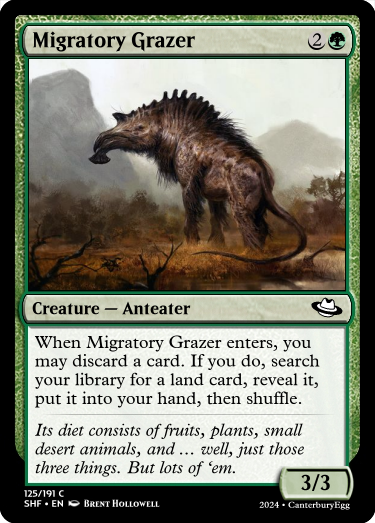 Migratory Grazer 2
Creature — Anteater
When Migratory Grazer enters, you
may discard a card. If you do, search
your library for a land card, reveal it,
put it into your hand, then shuffle.
Its diet consists of fruits, plants, small
desert animals, and … well, just those
three things. But lots of ‘em.
3/3
125/191 C
SHF • EN Brent Hollowell
2024 • CanterburyEgg